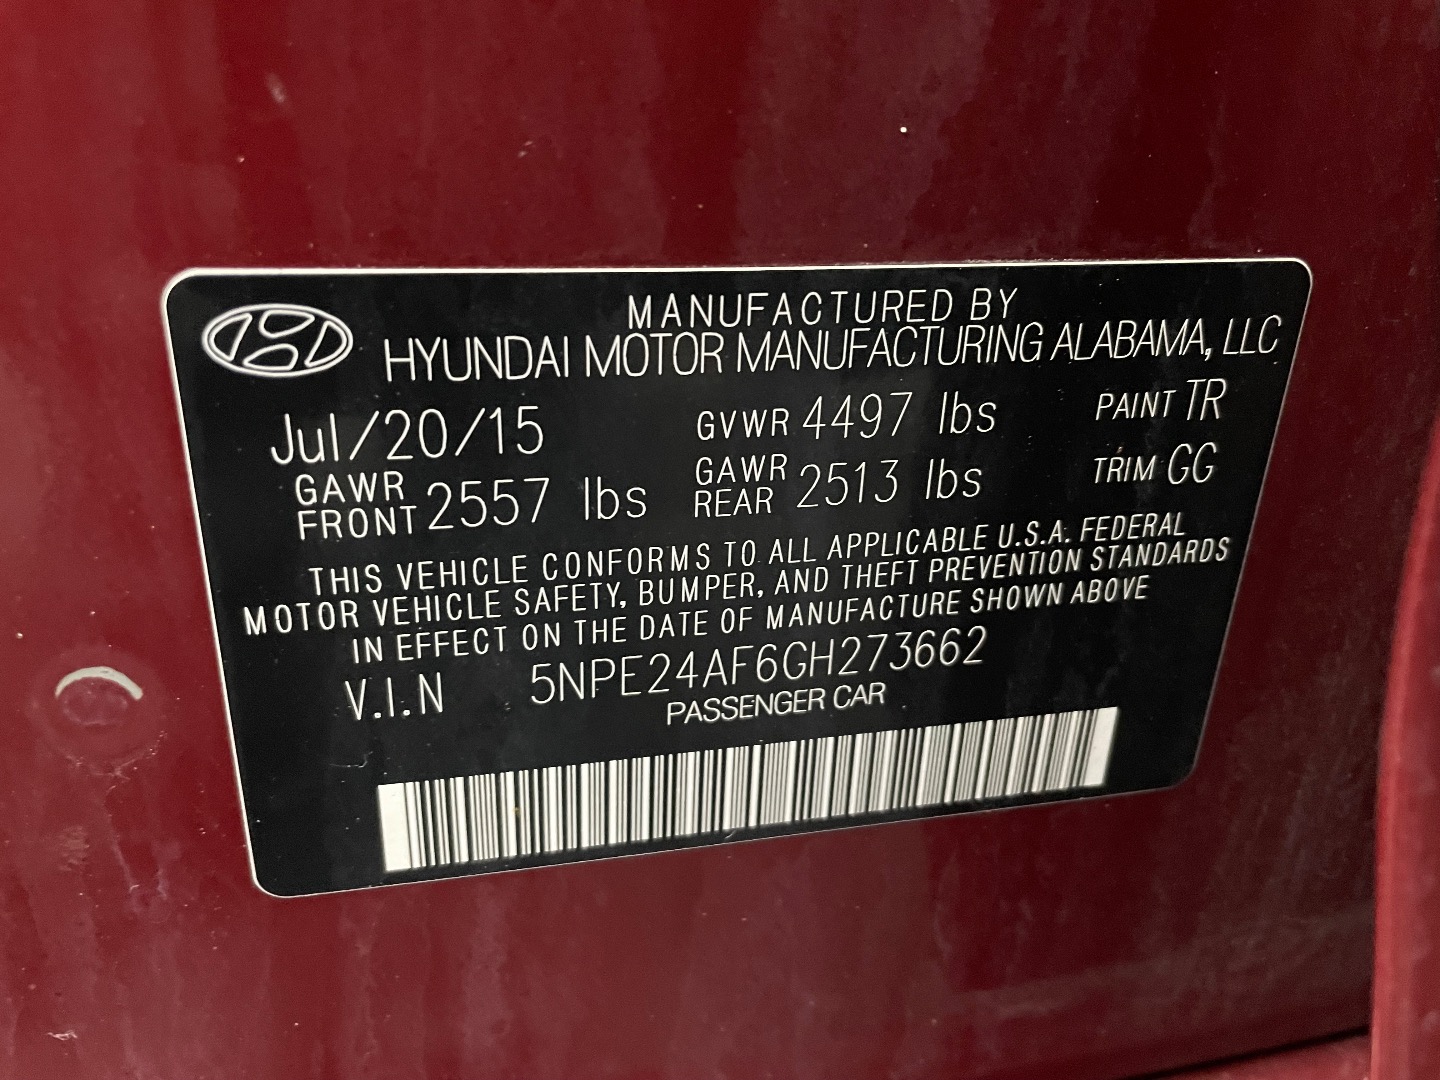 MANUFACTURED BY
HYUNDAI MOTOR MANUFACTURING ALABAMA, LLC
Jul/20/15 GVWR 4497 lbs PAINT TR
GAWR FRONT 2557 lbs GAWR REAR 2513 lbs TRIM GG
THIS VEHICLE CONFORMS TO ALL APPLICABLE U.S.A. FEDERAL
MOTOR VEHICLE SAFETY, BUMPER, AND THEFT PREVENTION STANDARDS
IN EFFECT ON THE DATE OF MANUFACTURE SHOWN ABOVE
V.I.N 5NPE24AF6GH273662
PASSENGER CAR